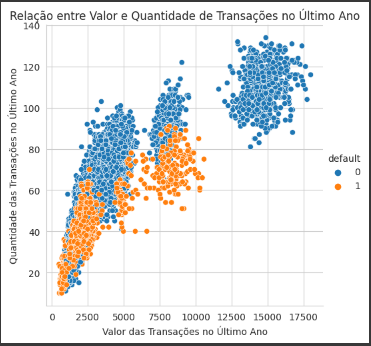 Relação entre Valor e Quantidade de Transações no Último Ano
140
120
100
80
60
40
20
Quantidade das Transações no Último Ano
0 2500 5000 7500 10000 12500 15000 17500
Valor das Transações no Último Ano
default
0
1